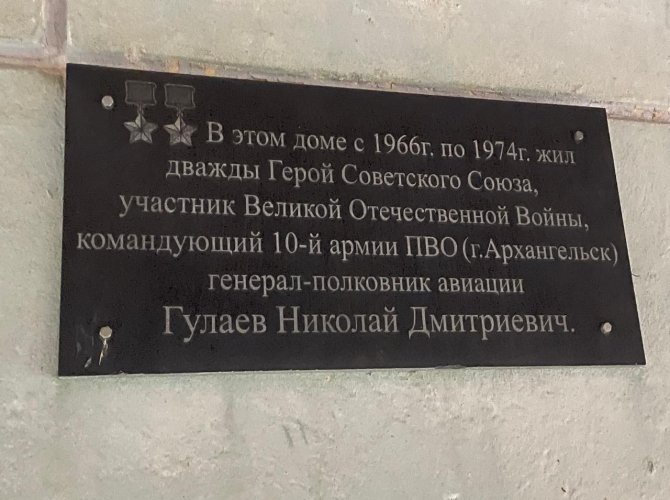 В этом доме с 1966г. по 1974г. жил
дважды Герой Советского Союза,
участник Великой Отечественной Войны,
командующий 10-й армии ПВО (г.Архангельск)
генерал-полковник авиации
Гулаев Николай Дмитриевич.